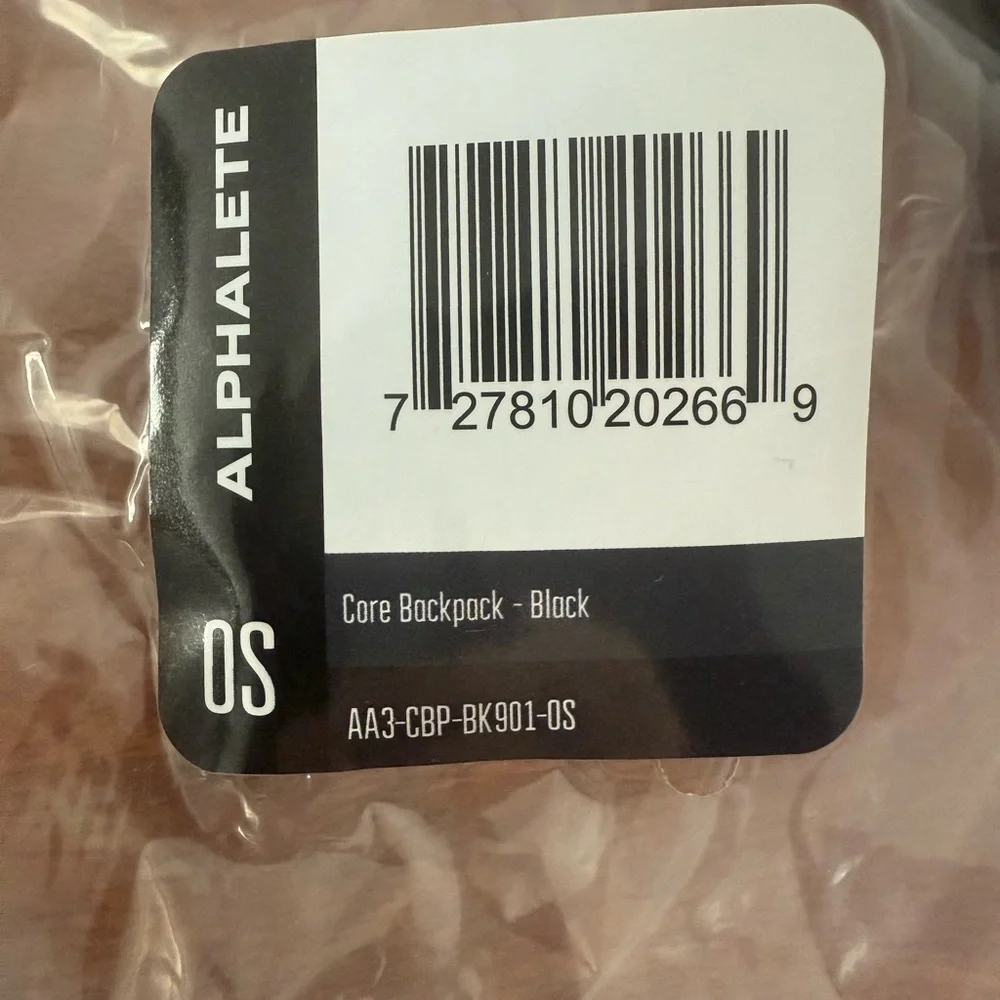 ALPHALETE
OS
7 27810 20266 9
Core Backpack - Black
AA3-CBP-BK901-OS